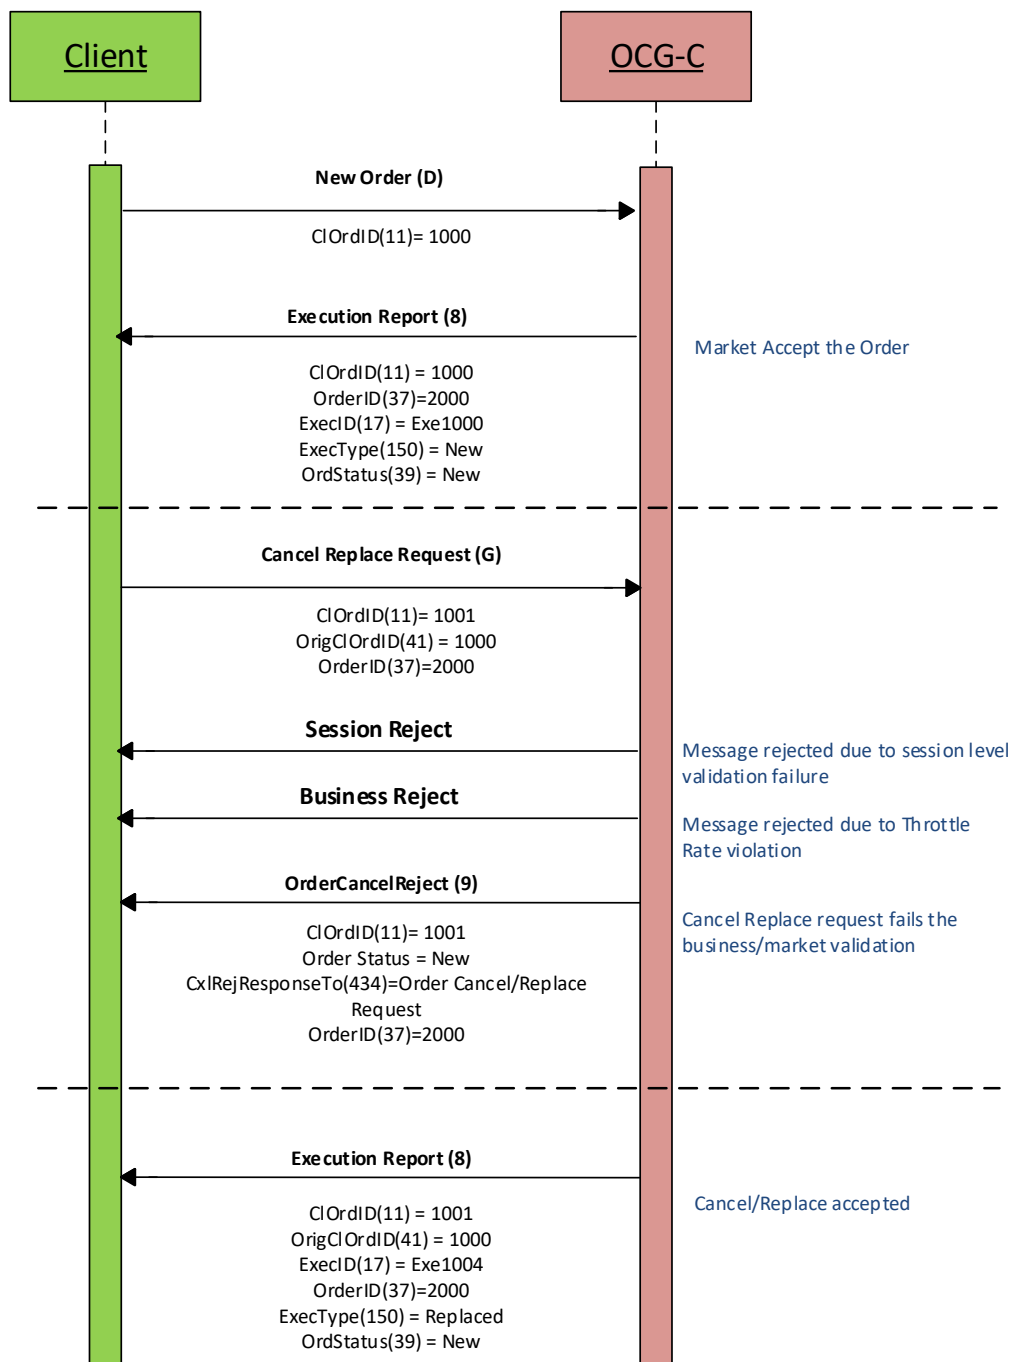 Client
OCG-C
New Order (D)
ClOrdID(11)= 1000
Execution Report (8)
Market Accept the Order
ClOrdID(11) = 1000
OrderID(37)=2000
ExecID(17) = Exe1000
ExecType(150) = New
OrdStatus(39) = New
Cancel Replace Request (G)
ClOrdID(11)= 1001
OrigClOrdID(41) = 1000
OrderID(37)=2000
Session Reject
Message rejected due to session level
validation failure
Business Reject
Message rejected due to Throttle
Rate violation
OrderCancelReject (9)
Cancel Replace request fails the
business/market validation
ClOrdID(11)= 1001
Order Status = New
CxlRejResponseTo(434)=Order Cancel/Replace
Request
OrderID(37)=2000
Execution Report (8)
Cancel/Replace accepted
ClOrdID(11) = 1001
OrigClOrdID(41) = 1000
ExecID(17) = Exe1004
OrderID(37)=2000
ExecType(150) = Replaced
OrdStatus(39) = New